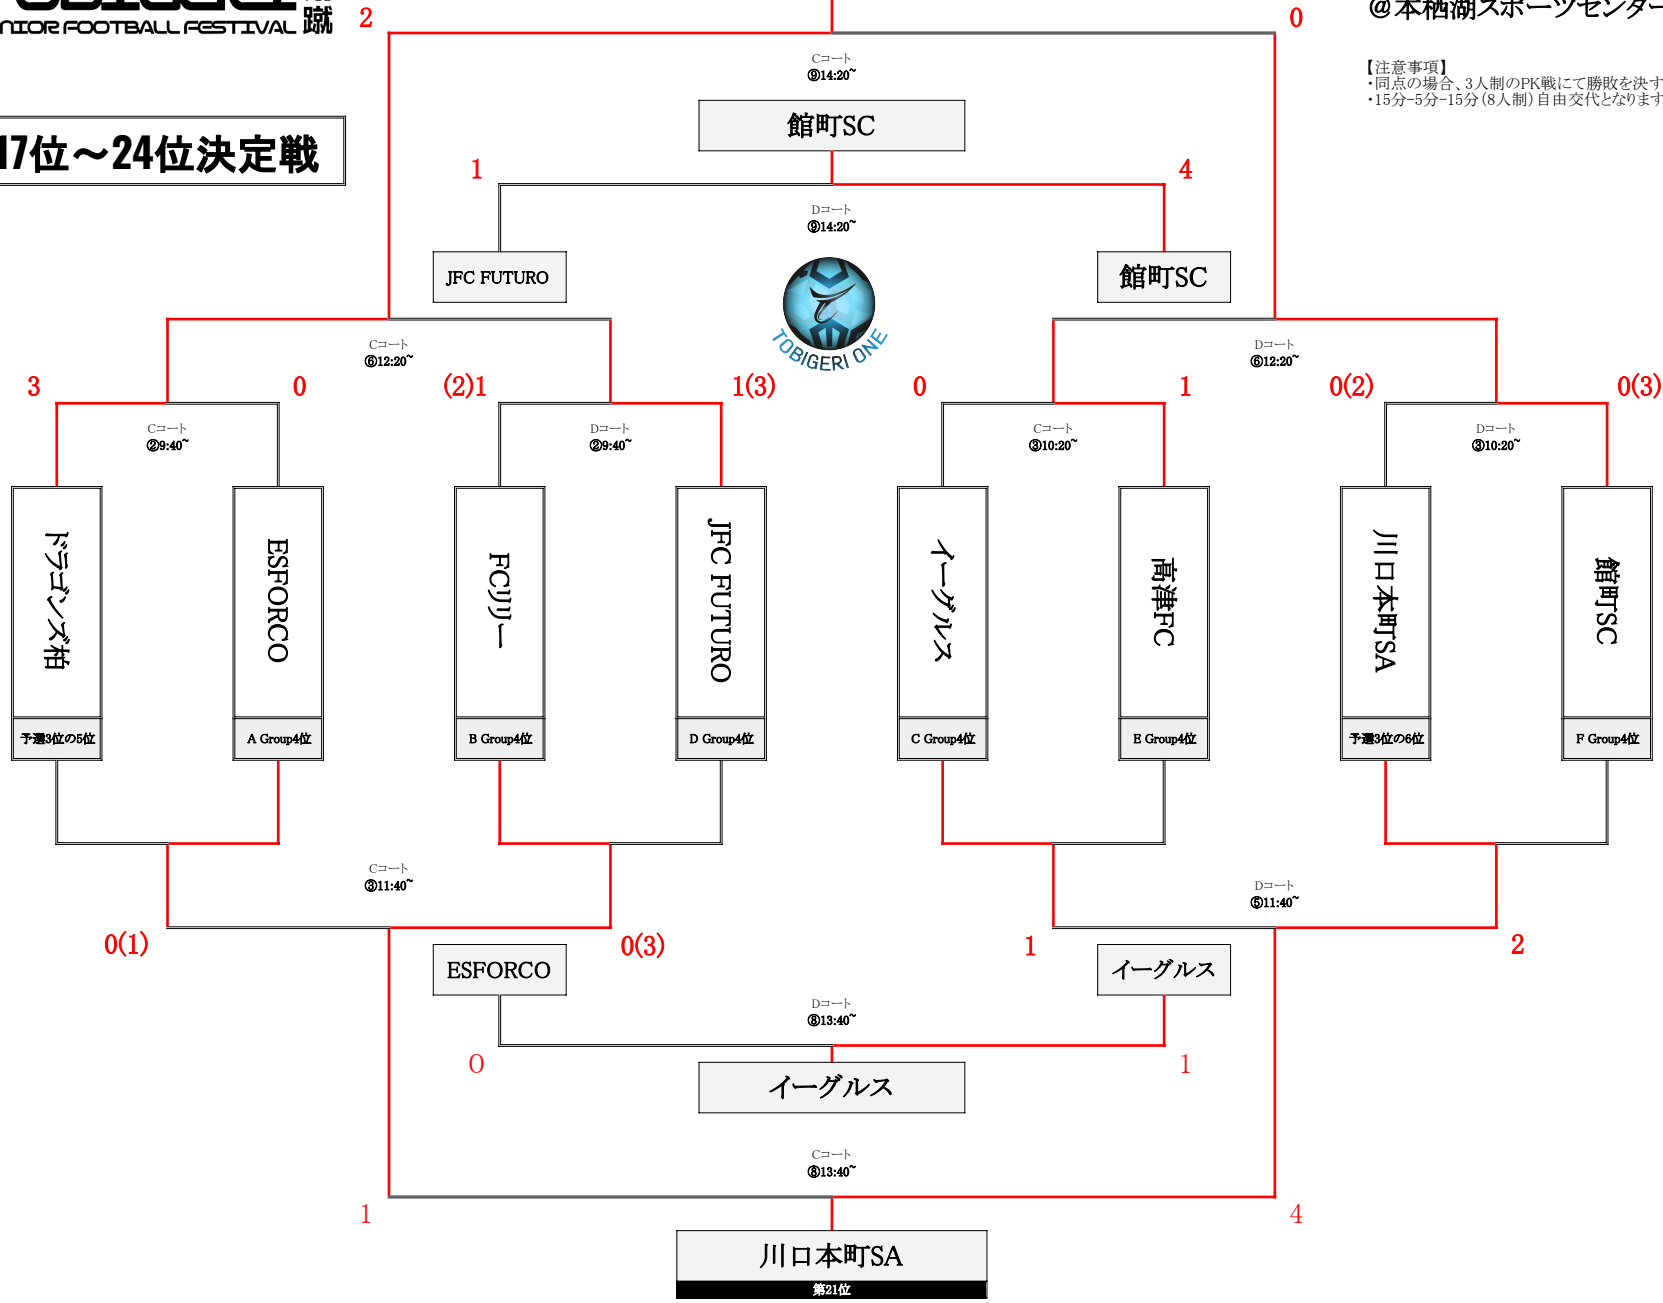 JUNIOR FOOTBALL FESTIVAL 蹴
2
0
@本栖湖スポーツセンター
Cコート
⑨14:20~
【注意事項】
・同点の場合、3人制のPK戦にて勝敗を決す
・15分-5分-15分(8人制)自由交代となります
館町SC
17位～24位決定戦
1
4
Dコート
⑨14:20~
JFC FUTURO
館町SC
TOBIGERI ONE
Cコート
⑥12:20~
Dコート
⑥12:20~
3
0
(2)1
1(3)
0
1
0(2)
0(3)
Cコート
②9:40~
Dコート
②9:40~
Cコート
③10:20~
Dコート
③10:20~
ドラゴンズ柏
ESFORCO
FCリリー
JFC FUTURO
イーグルス
高津FC
川口本町SA
館町SC
予選3位の5位
A Group4位
B Group4位
D Group4位
C Group4位
E Group4位
予選3位の6位
F Group4位
Cコート
③11:40~
Dコート
⑤11:40~
0(1)
0(3)
1
2
ESFORCO
イーグルス
Dコート
⑧13:40~
0
1
イーグルス
Cコート
⑧13:40~
1
4
川口本町SA
第21位